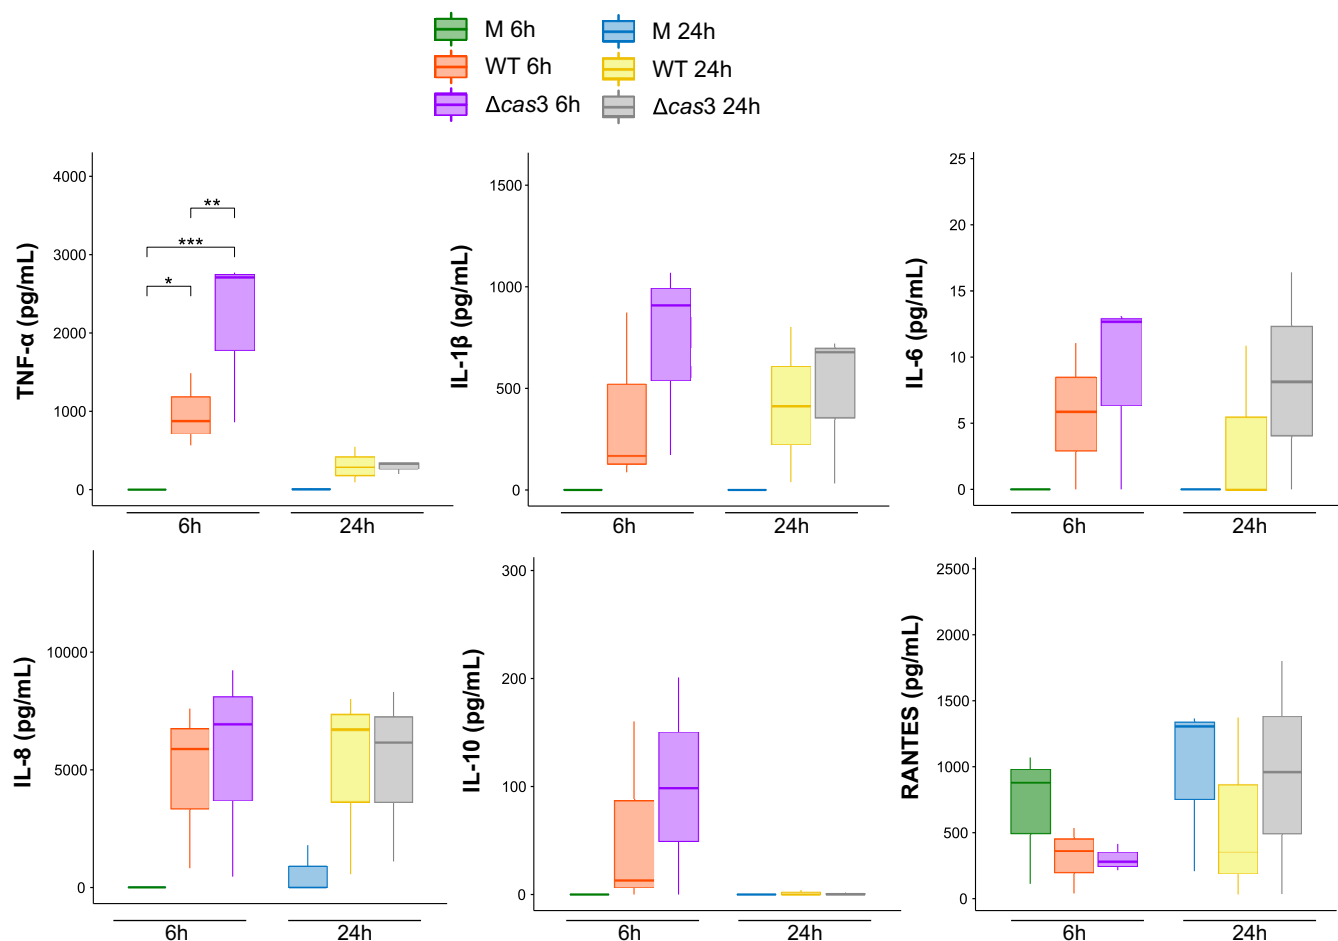 M 6h
M 24h
WT 6h
WT 24h
Δcas3 6h
Δcas3 24h
TNF-α (pg/mL)
4000
3000
2000
1000
0
**
***
*
6h
24h
IL-1β (pg/mL)
1500
1000
500
0
6h
24h
IL-6 (pg/mL)
25
20
15
10
5
0
6h
24h
IL-8 (pg/mL)
10000
5000
0
6h
24h
IL-10 (pg/mL)
300
200
100
0
6h
24h
RANTES (pg/mL)
2500
2000
1500
1000
500
0
6h
24h